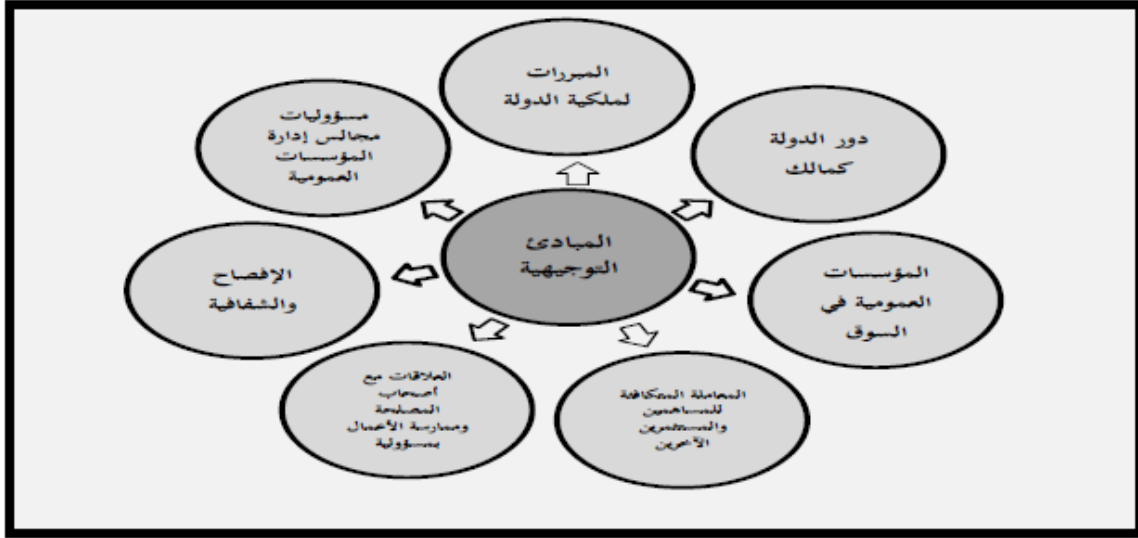 المبررات
لملكية الدولة
دور الدولة
كمالك
المؤسسات
العمومية في
السوق
المعاملة المتكافئة
للمساهمين
والمستثمرين
الآخرين
العلاقات مع
أصحاب
المصلحة
وممارسة الأعمال
بمسؤولية
الإفصاح
والشفافية
مسؤوليات
مجالس إدارة
المؤسسات
العمومية
المبادئ
التوجيهية